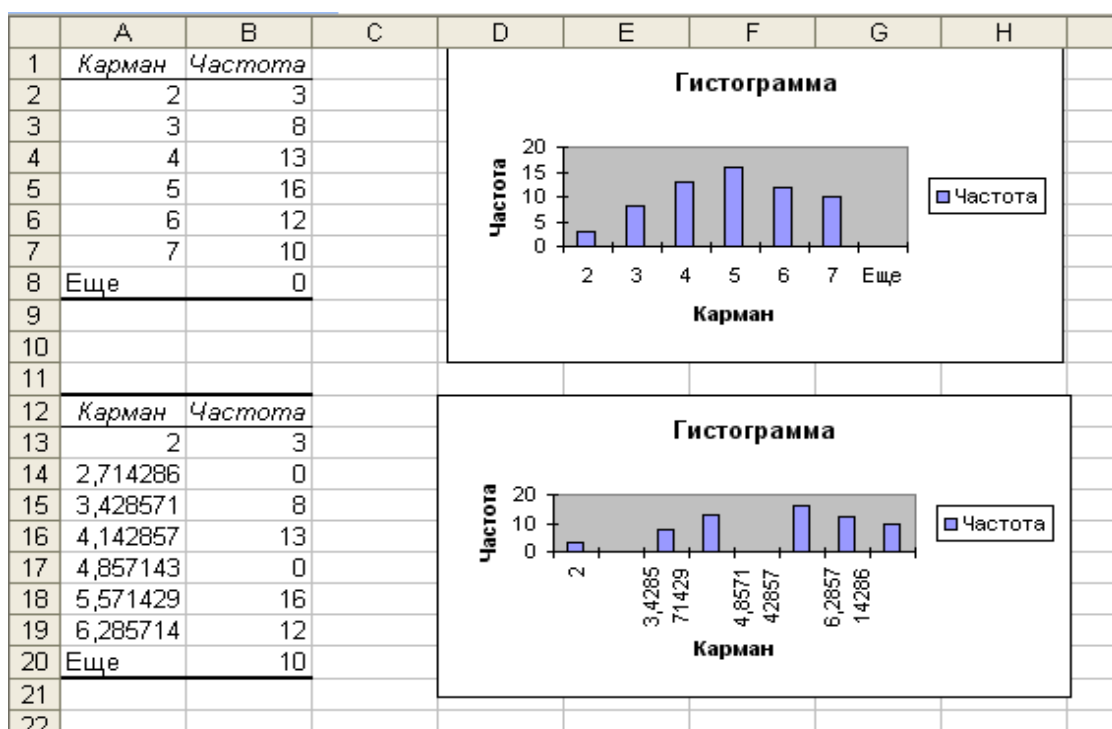 A B C D E F G H
1 Карман Частота
2 2 3
3 3 8
4 4 13
5 5 16
6 6 12
7 7 10
8 Еще 0
9
10
11
12 Карман Частота
13 2 3
14 2,714286 0
15 3,428571 8
16 4,142857 13
17 4,857143 0
18 5,571429 16
19 6,285714 12
20 Еще 10
21
22
Гистограмма
Частота
20
15
10
5
0
2 3 4 5 6 7 Еще
Карман
Частота
Гистограмма
Частота
20
10
0
2
3,4285
71429
4,8571
42857
6,2857
14286
Карман
Частота